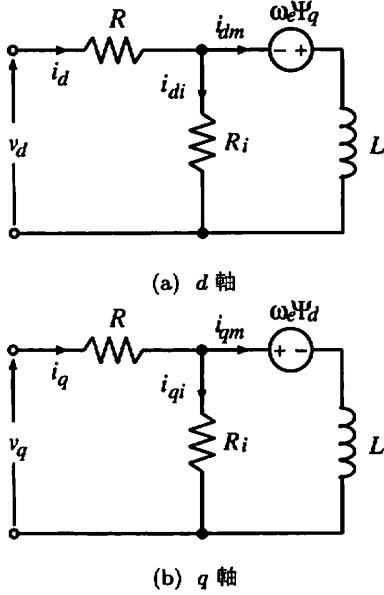 R
i_dm
ω_eΨ_q
i_d
i_di
v_d
R_i
L
(a) d 軸
R
i_qm
ω_eΨ_d
i_q
i_qi
v_q
R_i
L
(b) q 軸